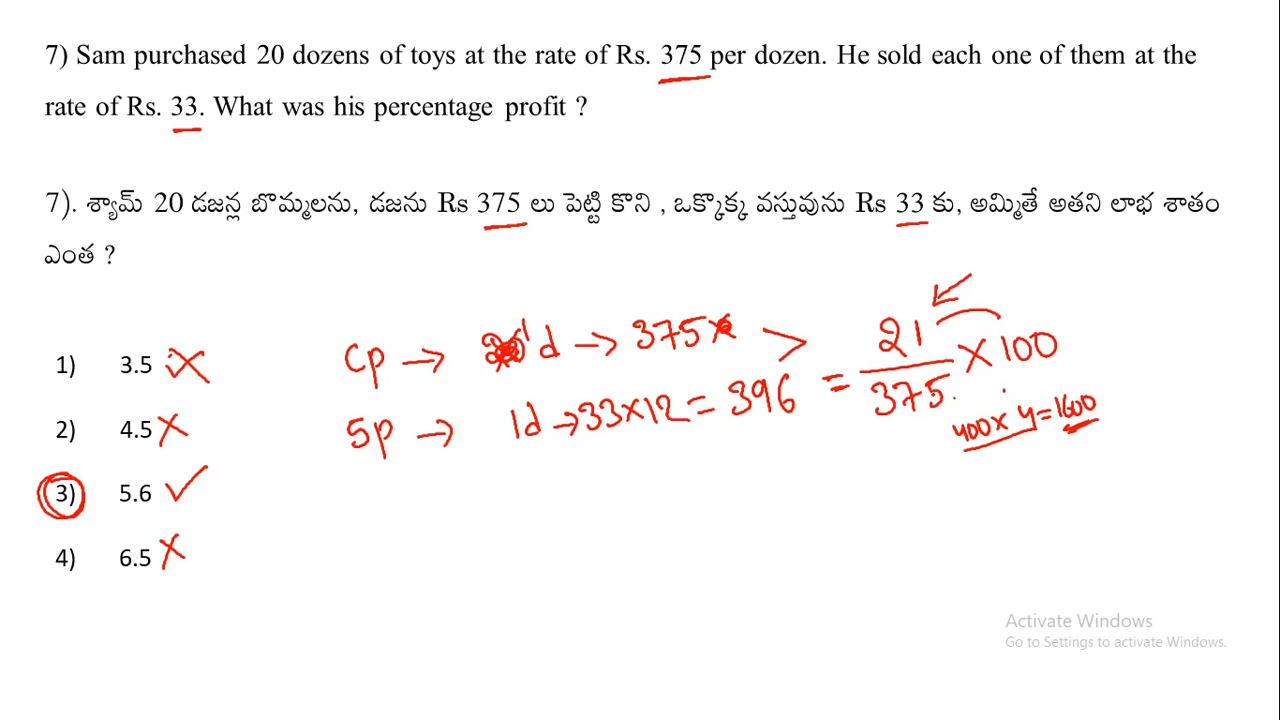 7) Sam purchased 20 dozens of toys at the rate of Rs. 375 per dozen. He sold each one of them at the
rate of Rs. 33. What was his percentage profit ?
7). శ్యామ్ 20 డజన్ల బొమ్మలను, డజను Rs 375 లు పెట్టి కొని , ఒక్కొక్క వస్తువును Rs 33 కు, అమ్మితే అతని లాభ శాతం
ఎంత ?
1) 3.5
2) 4.5
3) 5.6
4) 6.5
Cp → 1 d → 375
Sp → 1d → 33×12 = 396
= 21/375 × 100
400 × 4 = 1600
Activate Windows
Go to Settings to activate Windows.